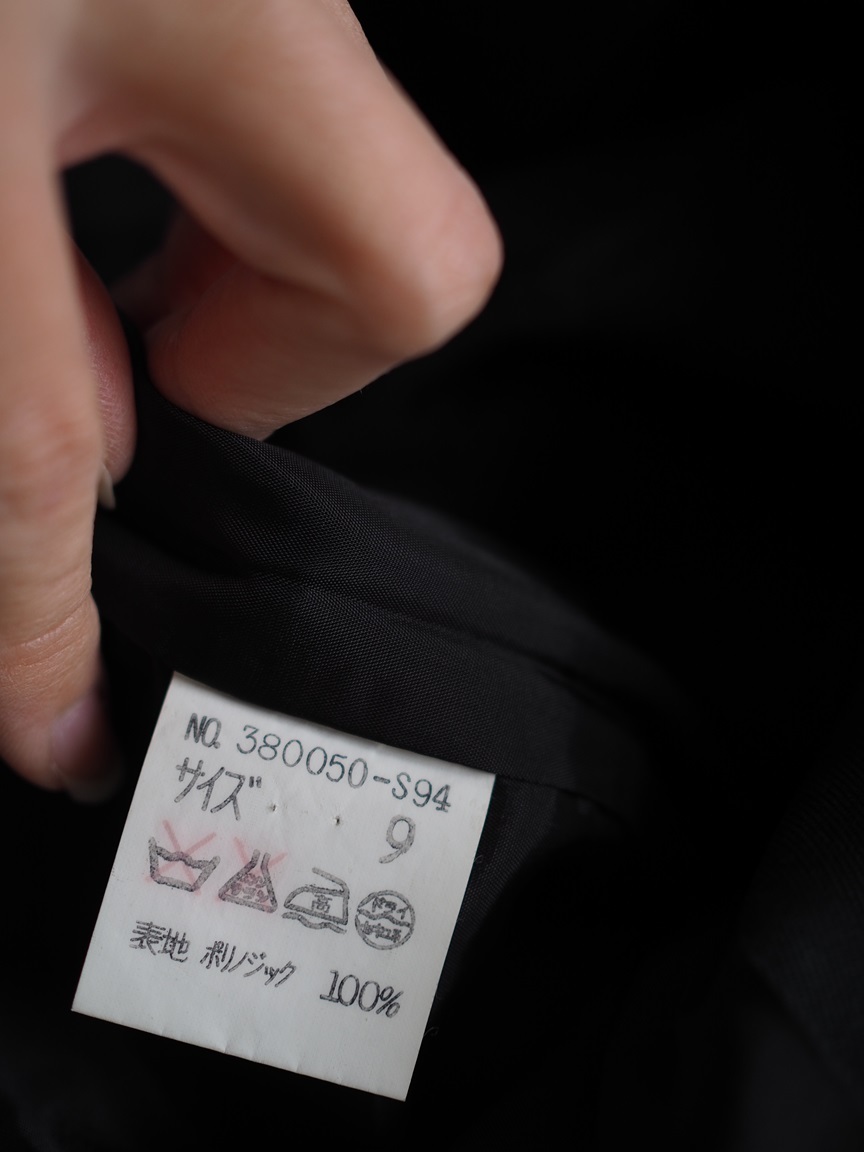 NO. 380050-S94
サイズ 9
高 ドライ
表地 ポリノジック 100%